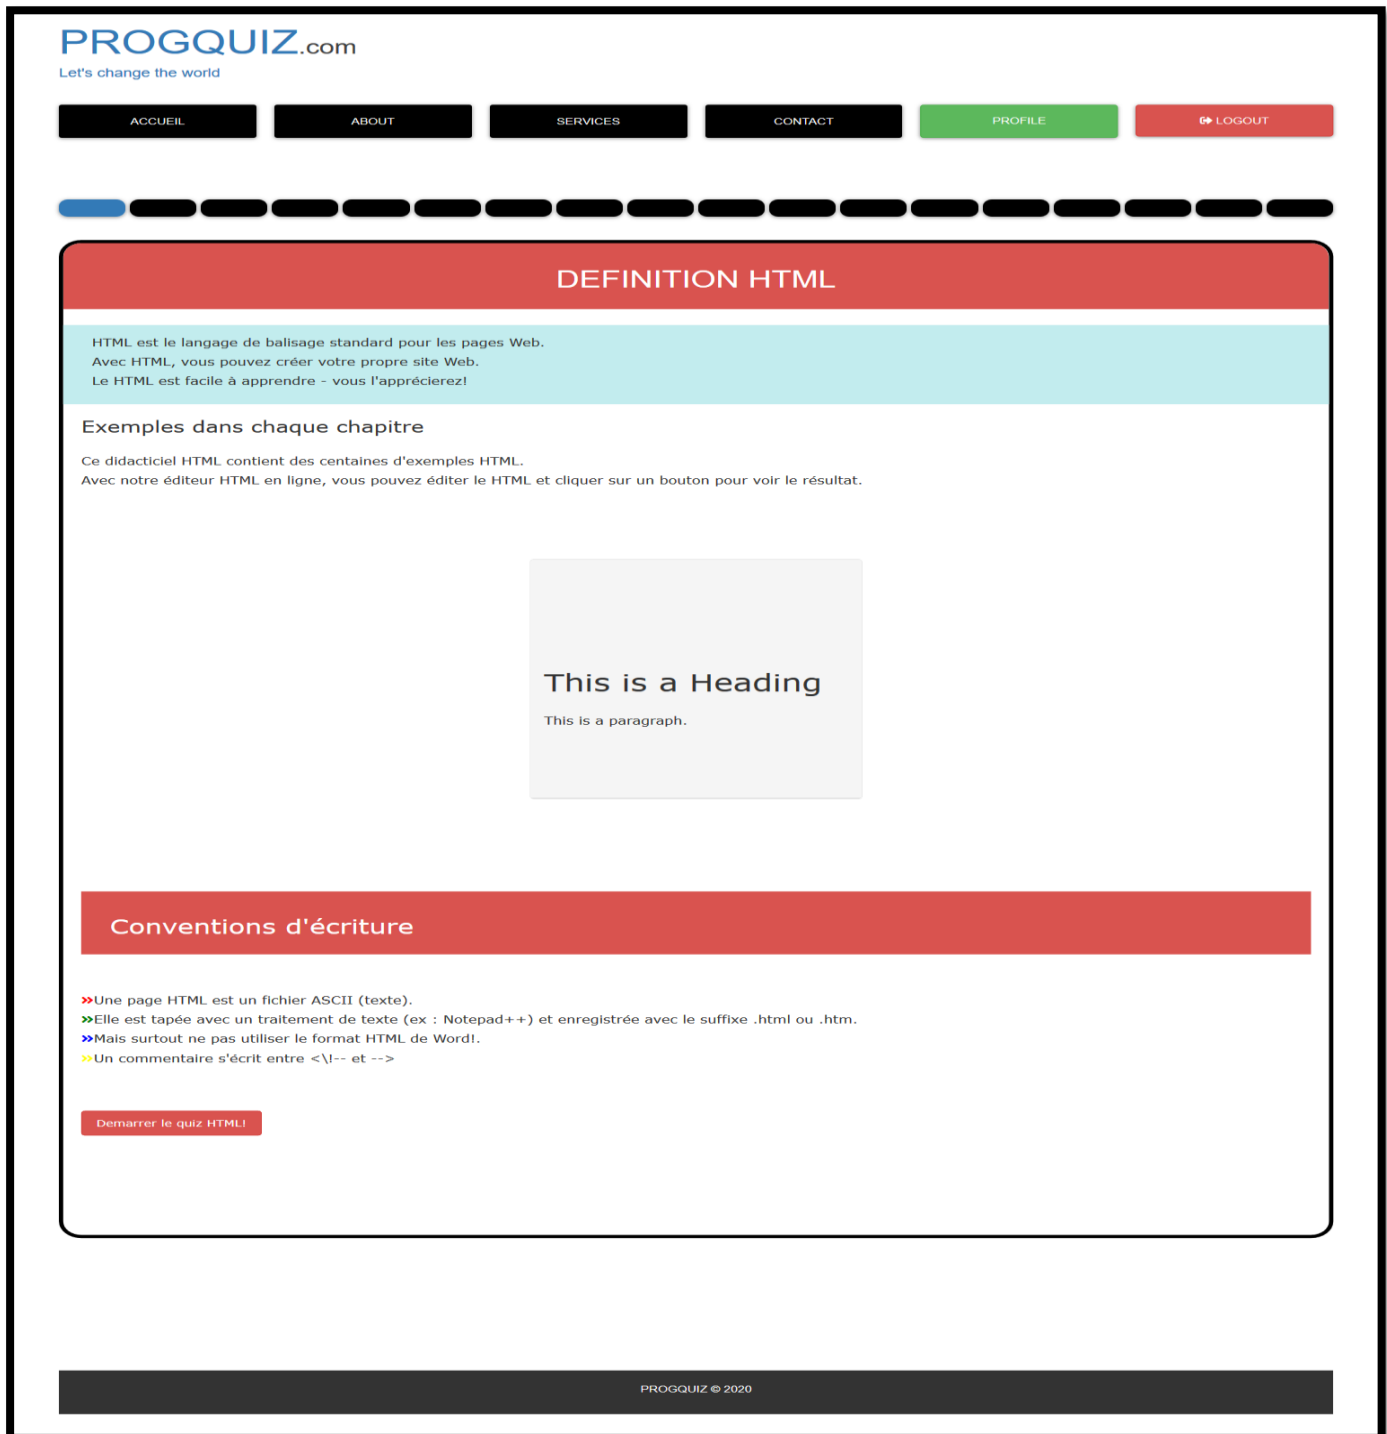 PROGQUIZ.com
Let's change the world
ACCUEIL
ABOUT
SERVICES
CONTACT
PROFILE
LOGOUT
DEFINITION HTML
HTML est le langage de balisage standard pour les pages Web.
Avec HTML, vous pouvez créer votre propre site Web.
Le HTML est facile à apprendre - vous l'apprécierez!
Exemples dans chaque chapitre
Ce didacticiel HTML contient des centaines d'exemples HTML.
Avec notre éditeur HTML en ligne, vous pouvez éditer le HTML et cliquer sur un bouton pour voir le résultat.
This is a Heading
This is a paragraph.
Conventions d'écriture
»Une page HTML est un fichier ASCII (texte).
»Elle est tapée avec un traitement de texte (ex : Notepad++) et enregistrée avec le suffixe .html ou .htm.
»Mais surtout ne pas utiliser le format HTML de Word!.
»Un commentaire s'écrit entre <\!-- et -->
Demarrer le quiz HTML!
PROGQUIZ © 2020